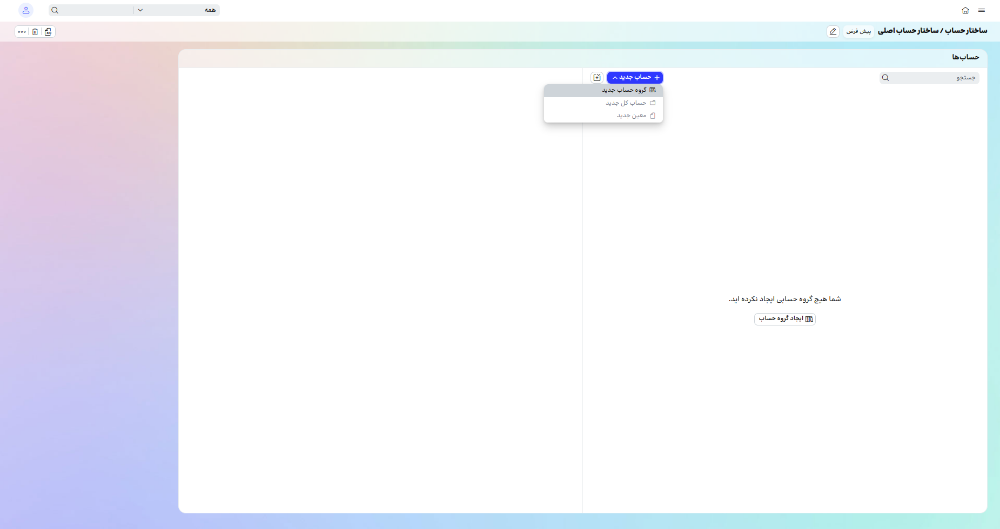 همه
ساختار حساب / ساختار حساب اصلی
پیش فرض
حساب‌ها
جستجو
حساب جدید
گروه حساب جدید
حساب کل جدید
معین جدید
شما هیچ گروه حسابی ایجاد نکرده اید.
ایجاد گروه حساب